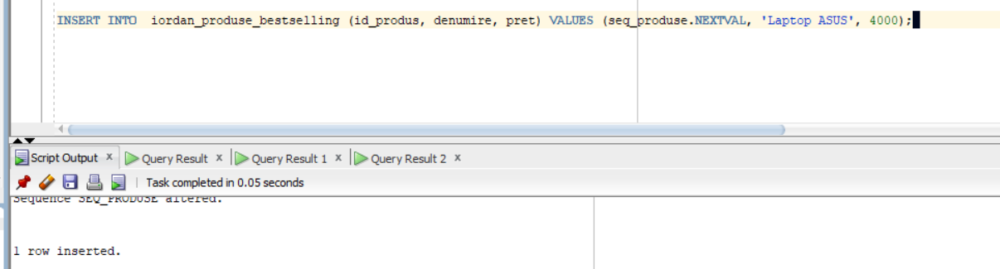 INSERT INTO  iordan_produse_bestselling (id_produs, denumire, pret) VALUES (seq_produse.NEXTVAL, 'Laptop ASUS', 4000);
Script Output x Query Result x Query Result 1 x Query Result 2 x
Task completed in 0.05 seconds
Sequence SEQ_PRODUSE altered.
1 row inserted.